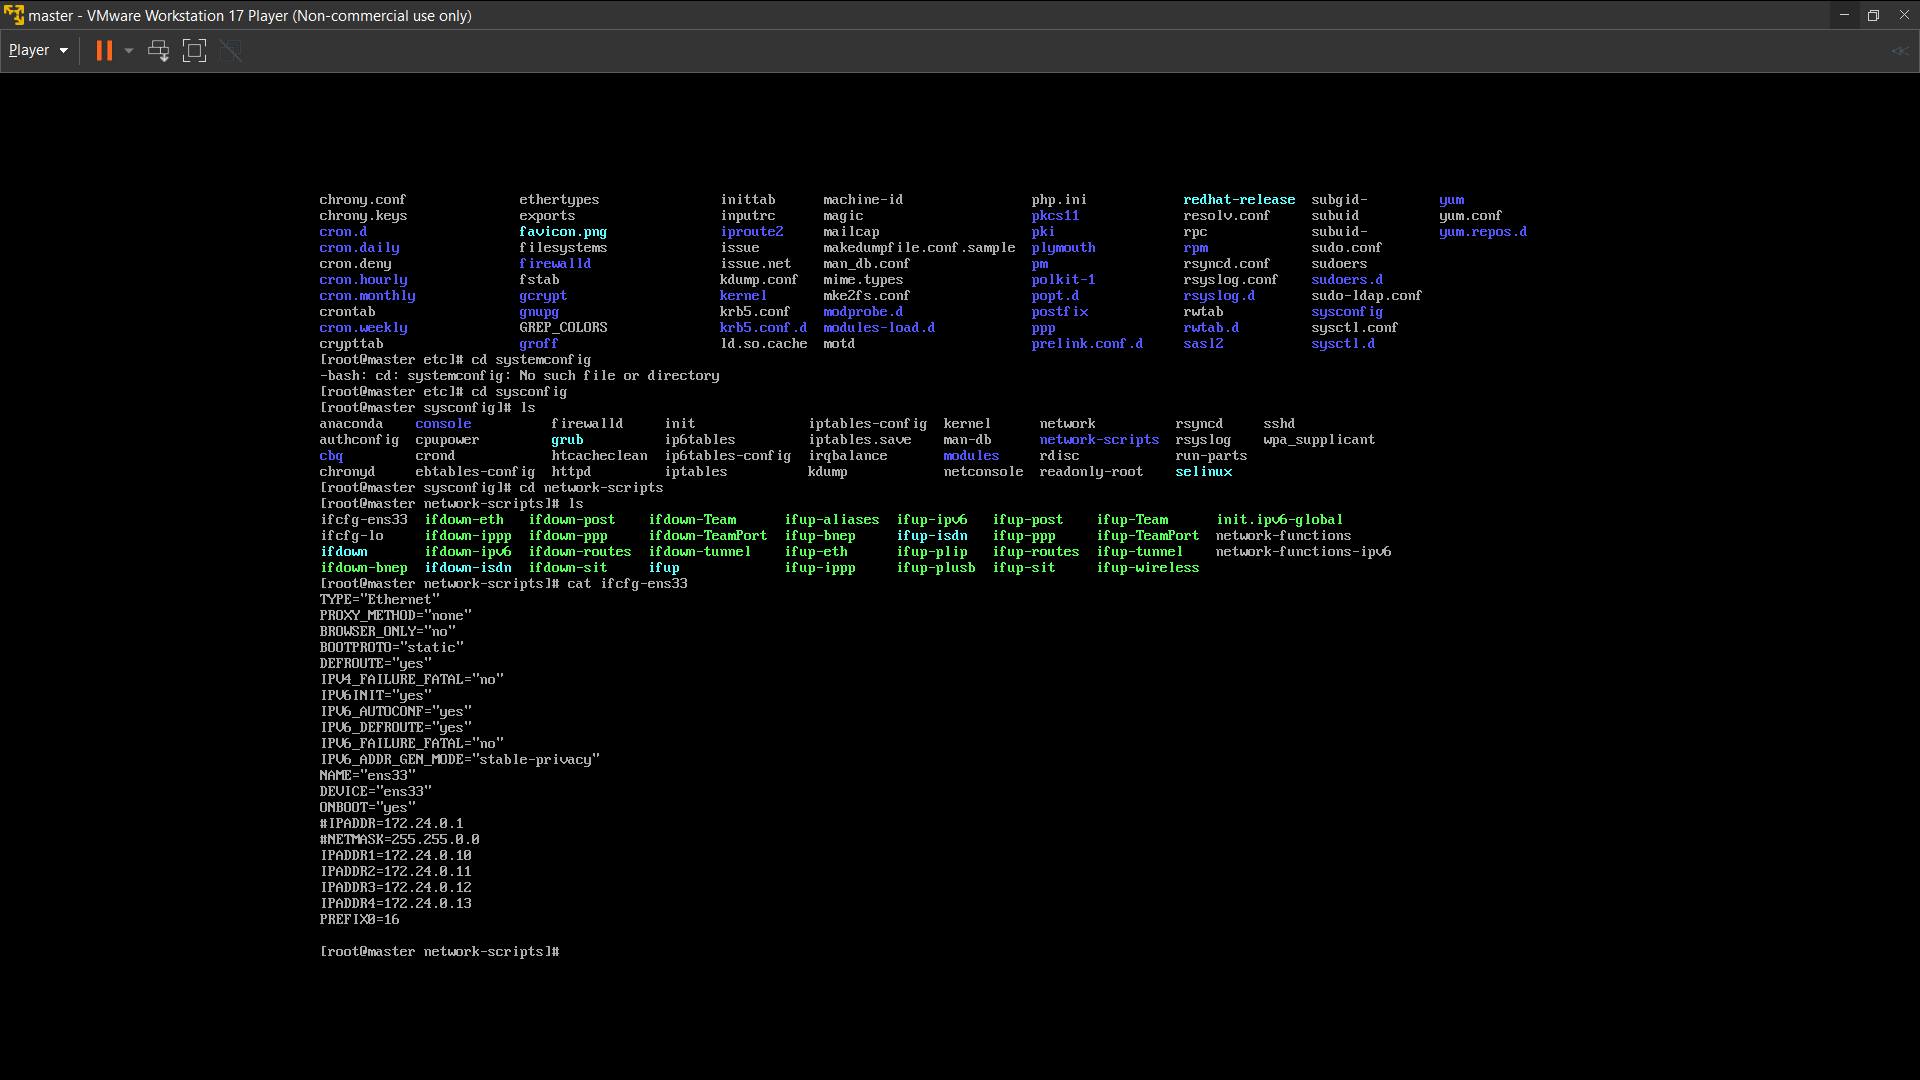 master - VMware Workstation 17 Player (Non-commercial use only)
Player
chrony.conf ethertypes inittab machine-id php.ini redhat-release subgid- yum
chrony.keys exports inputrc magic pkcs11 resolv.conf subuid yum.conf
cron.d favicon.png iproute2 mailcap pki rpc subuid- yum.repos.d
cron.daily filesystems issue makedumpfile.conf.sample plymouth rpm sudo.conf
cron.deny firewalld issue.net man_db.conf pm rsyncd.conf sudoers
cron.hourly fstab kdump.conf mime.types polkit-1 rsyslog.conf sudoers.d
cron.monthly gcrypt kernel mke2fs.conf popt.d rsyslog.d sudo-ldap.conf
crontab gnupg krb5.conf modprobe.d postfix rwtab sysconfig
cron.weekly GREP_COLORS krb5.conf.d modules-load.d ppp rwtab.d sysctl.conf
crypttab groff ld.so.cache motd prelink.conf.d sasl2 sysctl.d
[root@master etc]# cd systemconfig
-bash: cd: systemconfig: No such file or directory
[root@master etc]# cd sysconfig
[root@master sysconfig]# ls
anaconda console firewalld init iptables-config kernel network rsyncd sshd
authconfig cpupower grub ip6tables iptables.save man-db network-scripts rsyslog wpa_supplicant
cbq crond htcacheclean ip6tables-config irqbalance modules rdisc run-parts
chronyd ebtables-config httpd iptables kdump netconsole readonly-root selinux
[root@master sysconfig]# cd network-scripts
[root@master network-scripts]# ls
ifcfg-ens33 ifdown-eth ifdown-post ifdown-Team ifup-aliases ifup-ipv6 ifup-post ifup-Team init.ipv6-global
ifcfg-lo ifdown-ippp ifdown-ppp ifdown-TeamPort ifup-bnep ifup-isdn ifup-ppp ifup-TeamPort network-functions
ifdown ifdown-ipv6 ifdown-routes ifdown-tunnel ifup-eth ifup-plip ifup-routes ifup-tunnel network-functions-ipv6
ifdown-bnep ifdown-isdn ifdown-sit ifup ifup-ippp ifup-plusb ifup-sit ifup-wireless
[root@master network-scripts]# cat ifcfg-ens33
TYPE="Ethernet"
PROXY_METHOD="none"
BROWSER_ONLY="no"
BOOTPROTO="static"
DEFROUTE="yes"
IPV4_FAILURE_FATAL="no"
IPV6INIT="yes"
IPV6_AUTOCONF="yes"
IPV6_DEFROUTE="yes"
IPV6_FAILURE_FATAL="no"
IPV6_ADDR_GEN_MODE="stable-privacy"
NAME="ens33"
DEVICE="ens33"
ONBOOT="yes"
#IPADDR=172.24.0.1
#NETMASK=255.255.0.0
IPADDR1=172.24.0.10
IPADDR2=172.24.0.11
IPADDR3=172.24.0.12
IPADDR4=172.24.0.13
PREFIX0=16
[root@master network-scripts]#